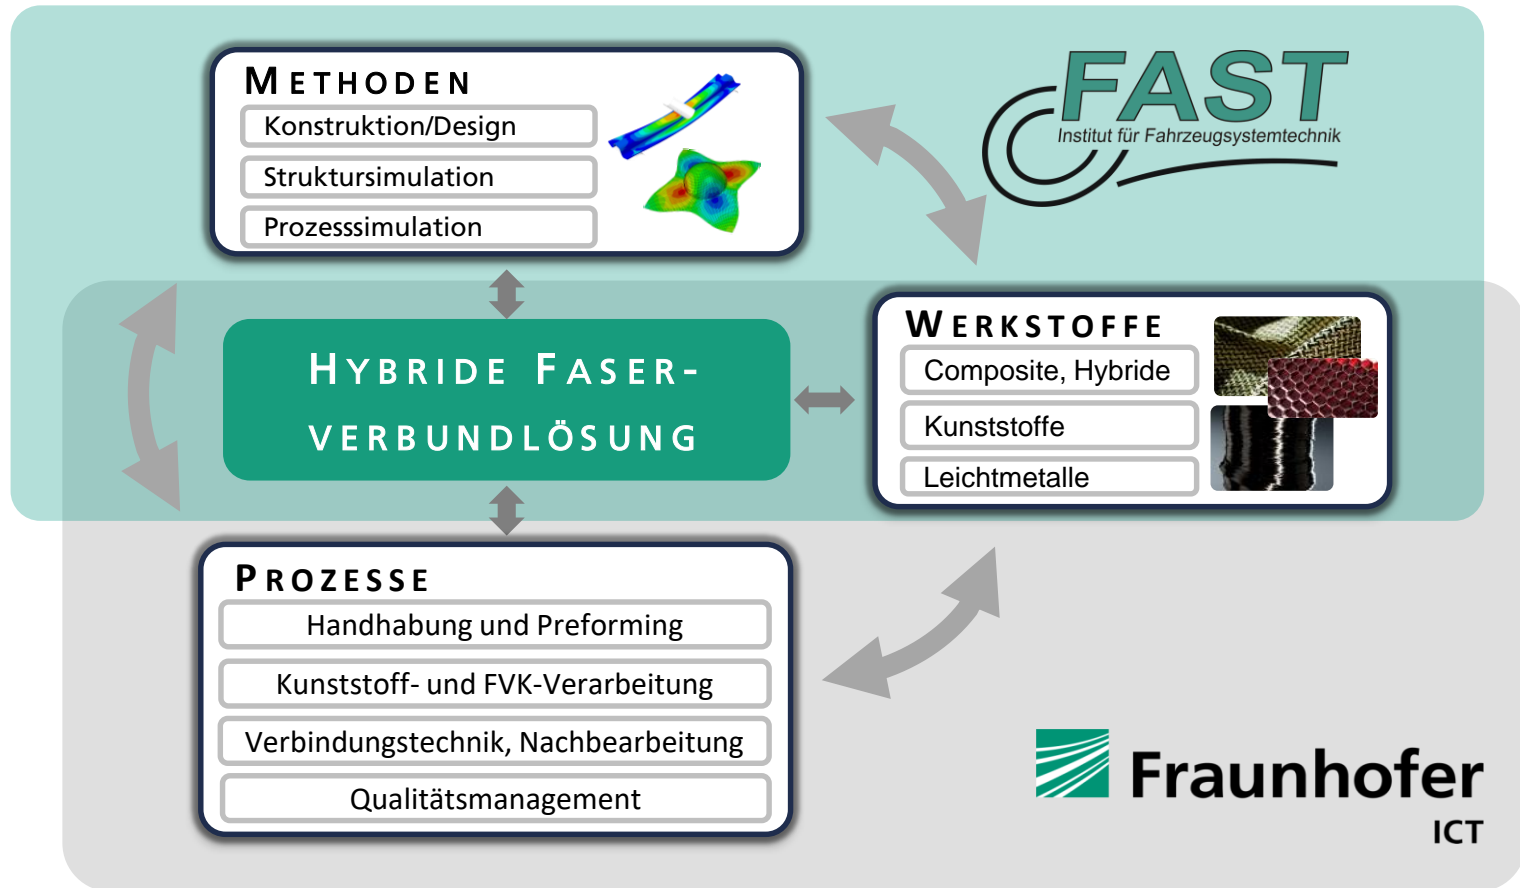 METHODEN
Konstruktion/Design
Struktursimulation
Prozesssimulation
FAST
Institut für Fahrzeugsystemtechnik
HYBRIDE FASER-
VERBUNDLÖSUNG
WERKSTOFFE
Composite, Hybride
Kunststoffe
Leichtmetalle
PROZESSE
Handhabung und Preforming
Kunststoff- und FVK-Verarbeitung
Verbindungstechnik, Nachbearbeitung
Qualitätsmanagement
Fraunhofer
ICT